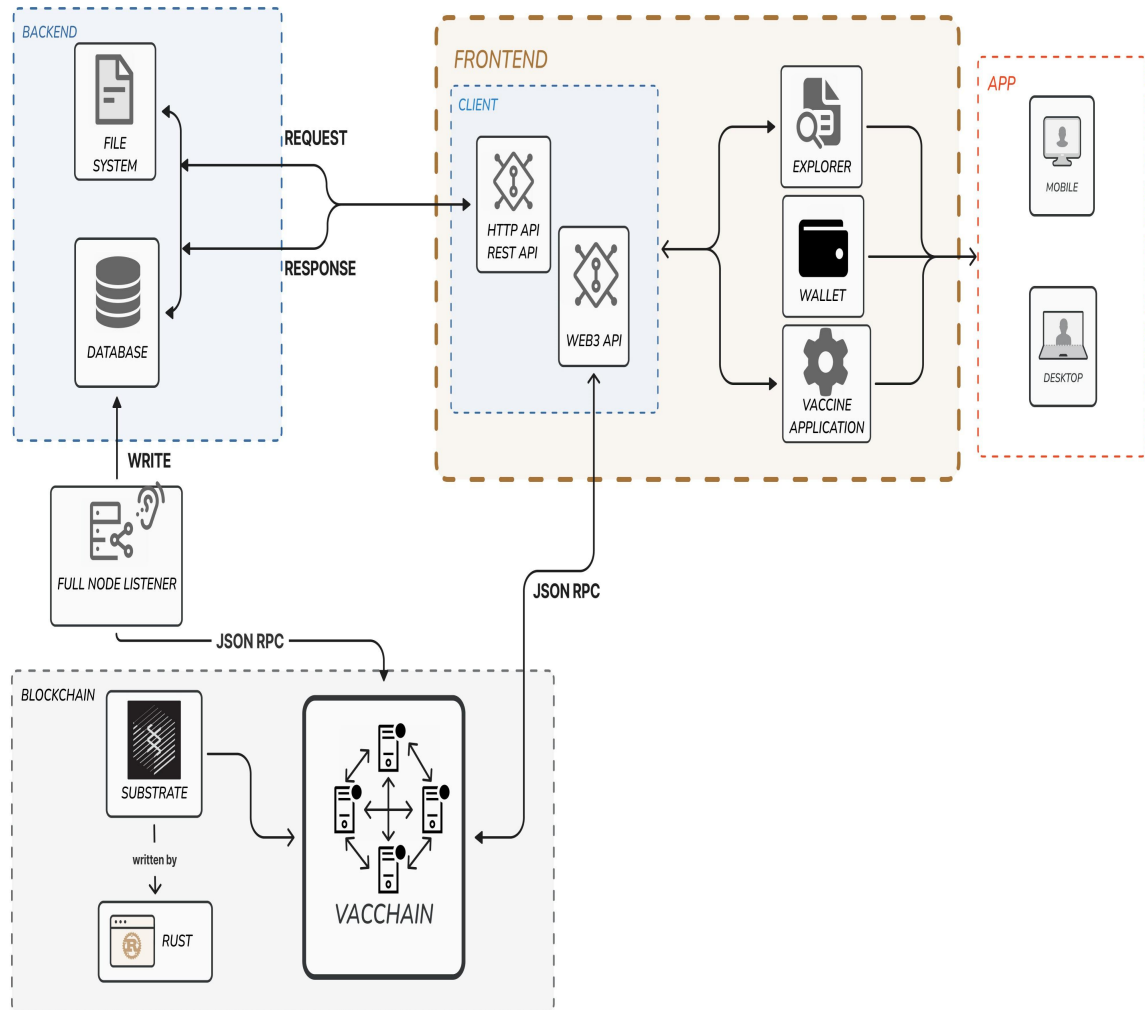 BACKEND
FILE
SYSTEM
DATABASE
REQUEST
RESPONSE
FRONTEND
CLIENT
HTTP API
REST API
WEB3 API
EXPLORER
WALLET
VACCINE
APPLICATION
APP
MOBILE
DESKTOP
WRITE
FULL NODE LISTENER
JSON RPC
JSON RPC
BLOCKCHAIN
SUBSTRATE
written by
RUST
VACCHAIN